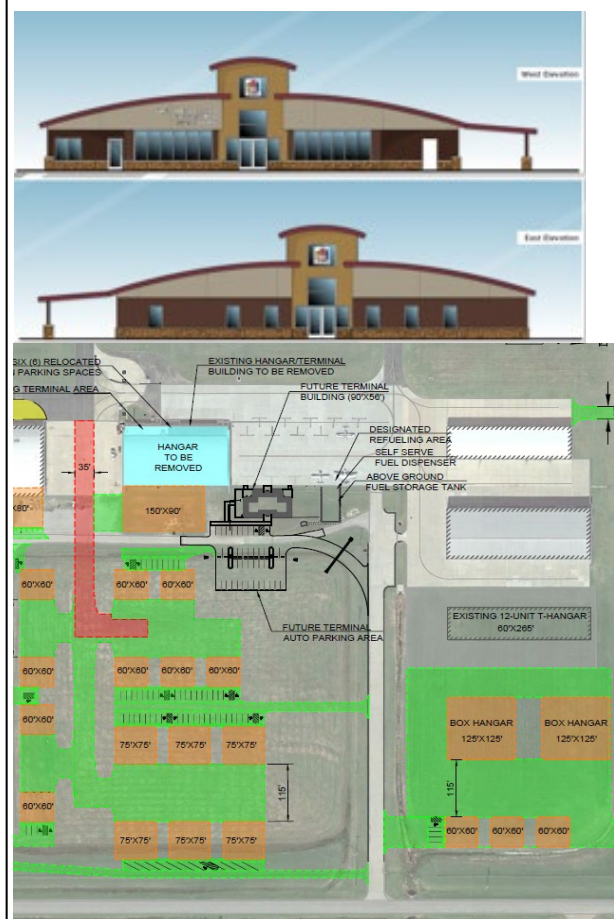 West Elevation
East Elevation
SIX (6) RELOCATED
PARKING SPACES
G TERMINAL AREA
EXISTING HANGAR/TERMINAL
BUILDING TO BE REMOVED
FUTURE TERMINAL
BUILDING (90'X56')
HANGAR
TO BE
REMOVED
DESIGNATED
REFUELING AREA
SELF SERVE
FUEL DISPENSER
ABOVE GROUND
FUEL STORAGE TANK
35'
X80'
150'X90'
60'X60'
60'X60'
60'X60'
EXISTING 12-UNIT T-HANGAR
60'X265'
FUTURE TERMINAL
AUTO PARKING AREA
60'X60'
60'X60'
60'X60'
60'X60'
60'X60'
BOX HANGAR
125'X125'
BOX HANGAR
125'X125'
75'X75'
75'X75'
75'X75'
115'
115'
60'X60'
75'X75'
75'X75'
75'X75'
60'X60'
60'X60'
60'X60'